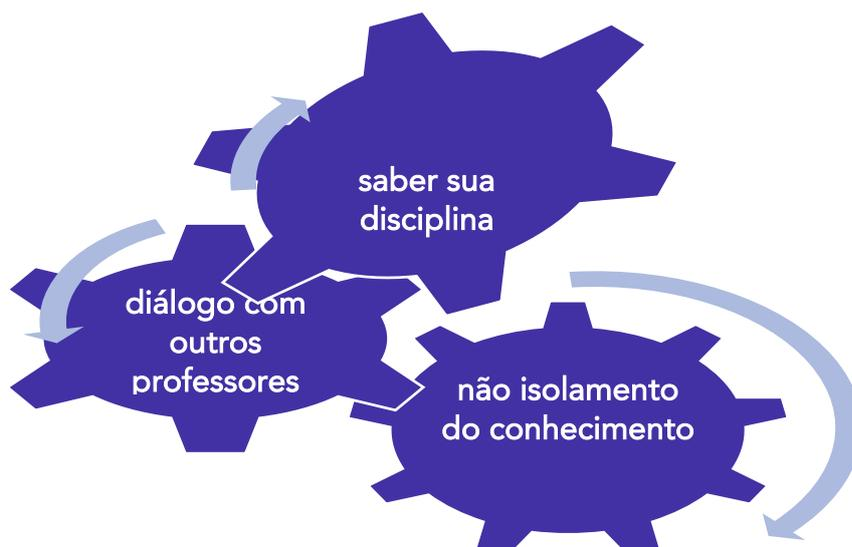 saber sua
disciplina
diálogo com
outros
professores
não isolamento
do conhecimento